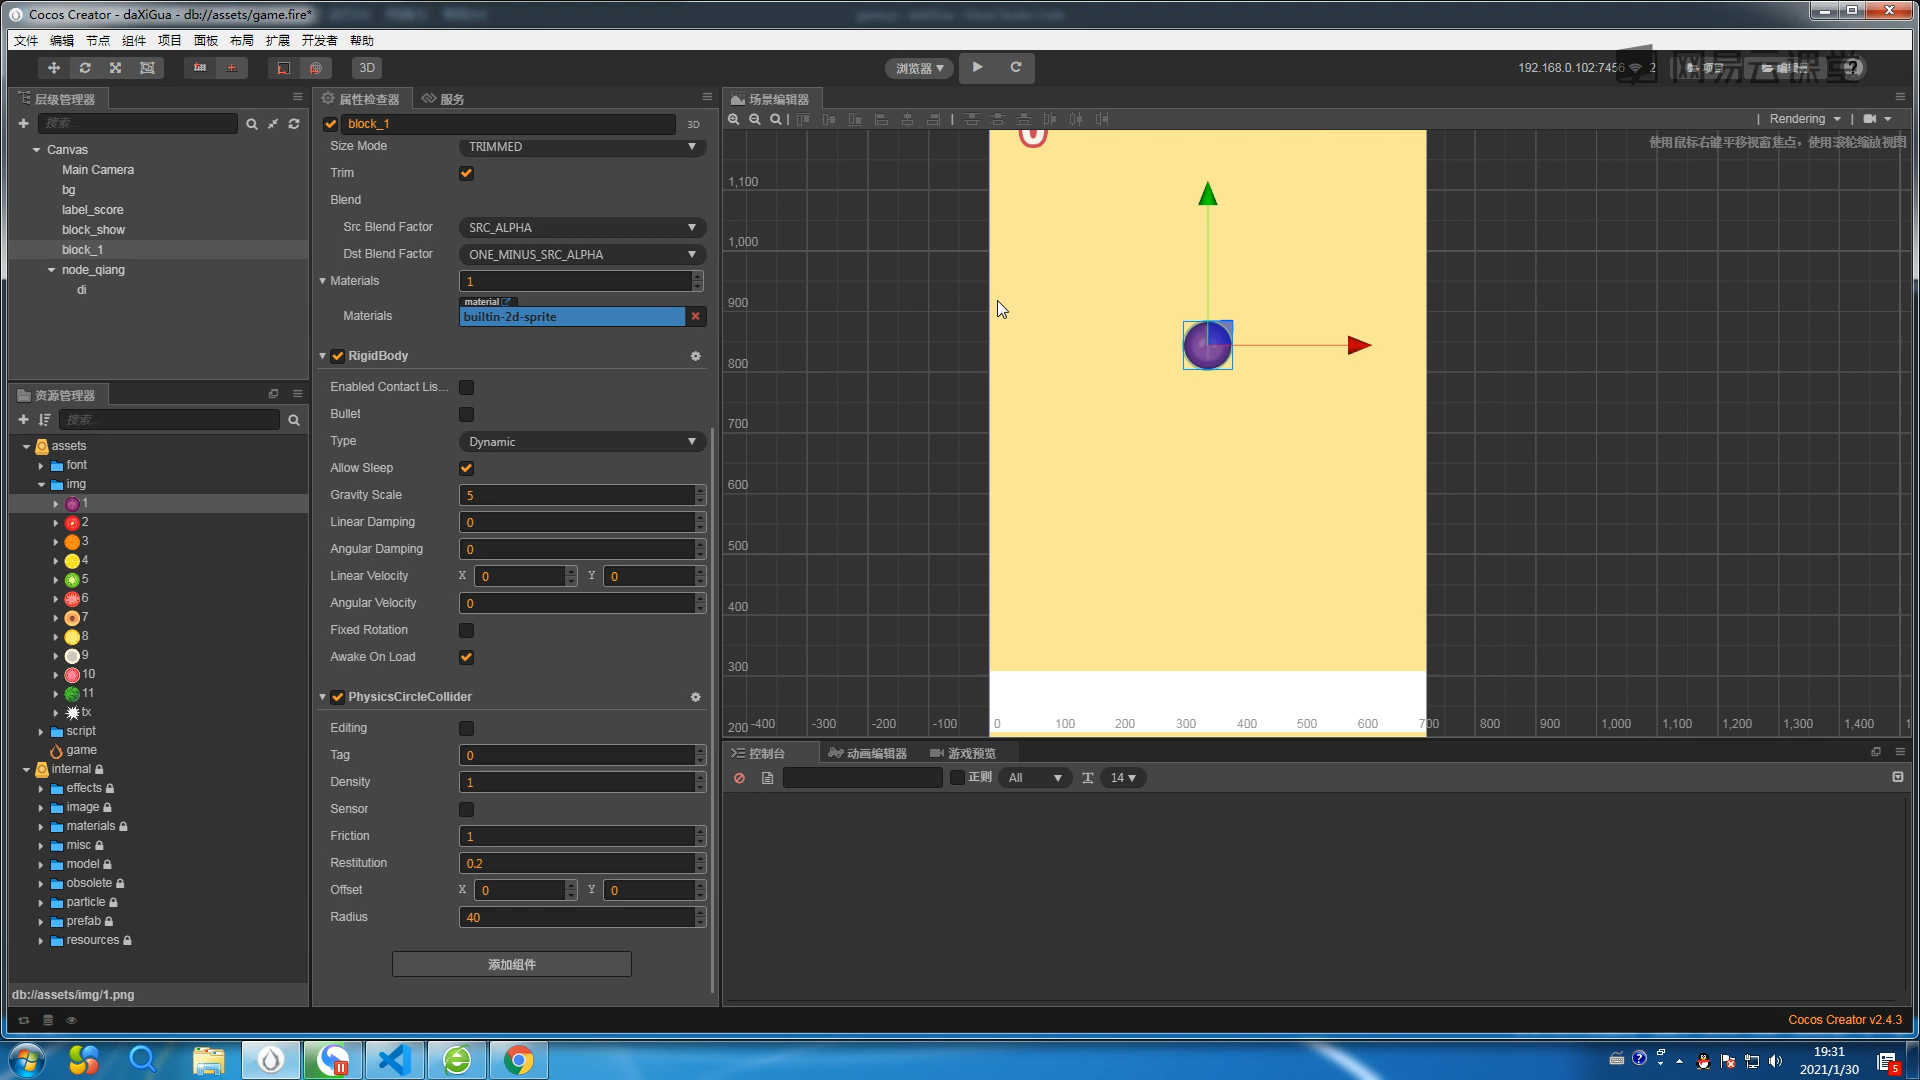 Cocos Creator - daXiGua - db://assets/game.fire*
文件 编辑 节点 组件 项目 面板 布局 扩展 开发者 帮助
3D
浏览器
192.168.0.102:7456 2
网易云课堂
层级管理器
搜索...
Canvas
Main Camera
bg
label_score
block_show
block_1
node_qiang
di
资源管理器
搜索...
assets
font
img
1
2
3
4
5
6
7
8
9
10
11
tx
script
game
internal
effects
image
materials
misc
model
obsolete
particle
prefab
resources
db://assets/img/1.png
属性检查器 服务
block_1 3D
Size Mode TRIMMED
Trim
Blend
Src Blend Factor SRC_ALPHA
Dst Blend Factor ONE_MINUS_SRC_ALPHA
Materials 1
material
Materials builtin-2d-sprite
RigidBody
Enabled Contact Lis...
Bullet
Type Dynamic
Allow Sleep
Gravity Scale 5
Linear Damping 0
Angular Damping 0
Linear Velocity X 0 Y 0
Angular Velocity 0
Fixed Rotation
Awake On Load
PhysicsCircleCollider
Editing
Tag 0
Density 1
Sensor
Friction 1
Restitution 0.2
Offset X 0 Y 0
Radius 40
添加组件
场景编辑器
Rendering
使用鼠标右键平移视窗焦点，使用滚轮缩放视图
1,100
1,000
900
800
700
600
500
400
300
200 -400 -300 -200 -100 0 100 200 300 400 500 600 700 800 900 1,000 1,100 1,200 1,300 1,400
控制台 动画编辑器 游戏预览
正则 All 14
Cocos Creator v2.4.3
19:31
2021/1/30
5